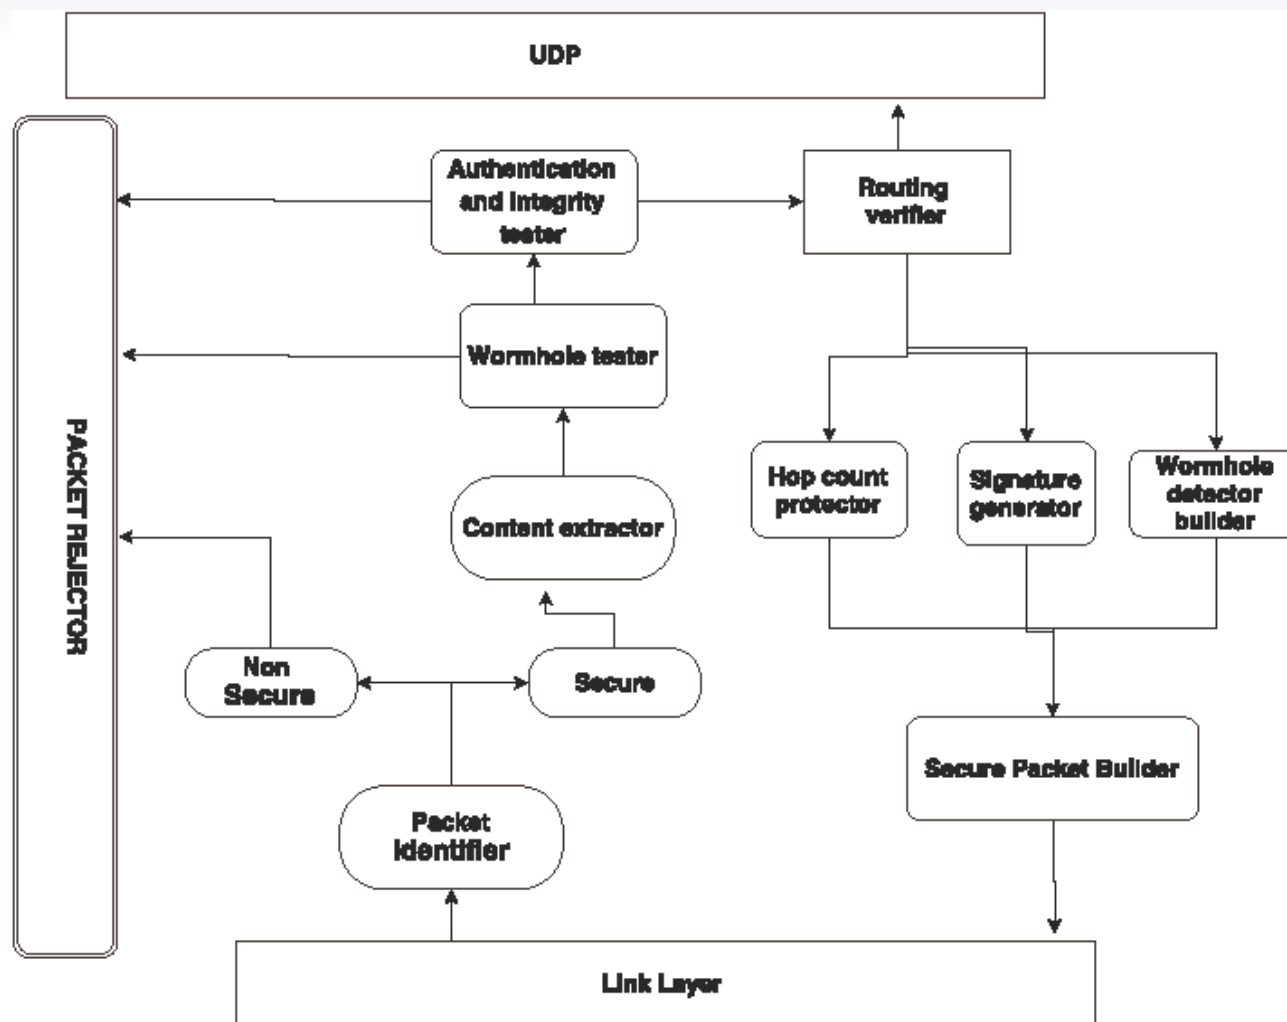 UDP
Authentication
and integrity
tester
Routing
verifier
Wormhole tester
PACKET REJECTOR
Hop count
protector
Signature
generator
Wormhole
detector
builder
Content extractor
Non
Secure
Secure
Secure Packet Builder
Packet
identifier
Link Layer